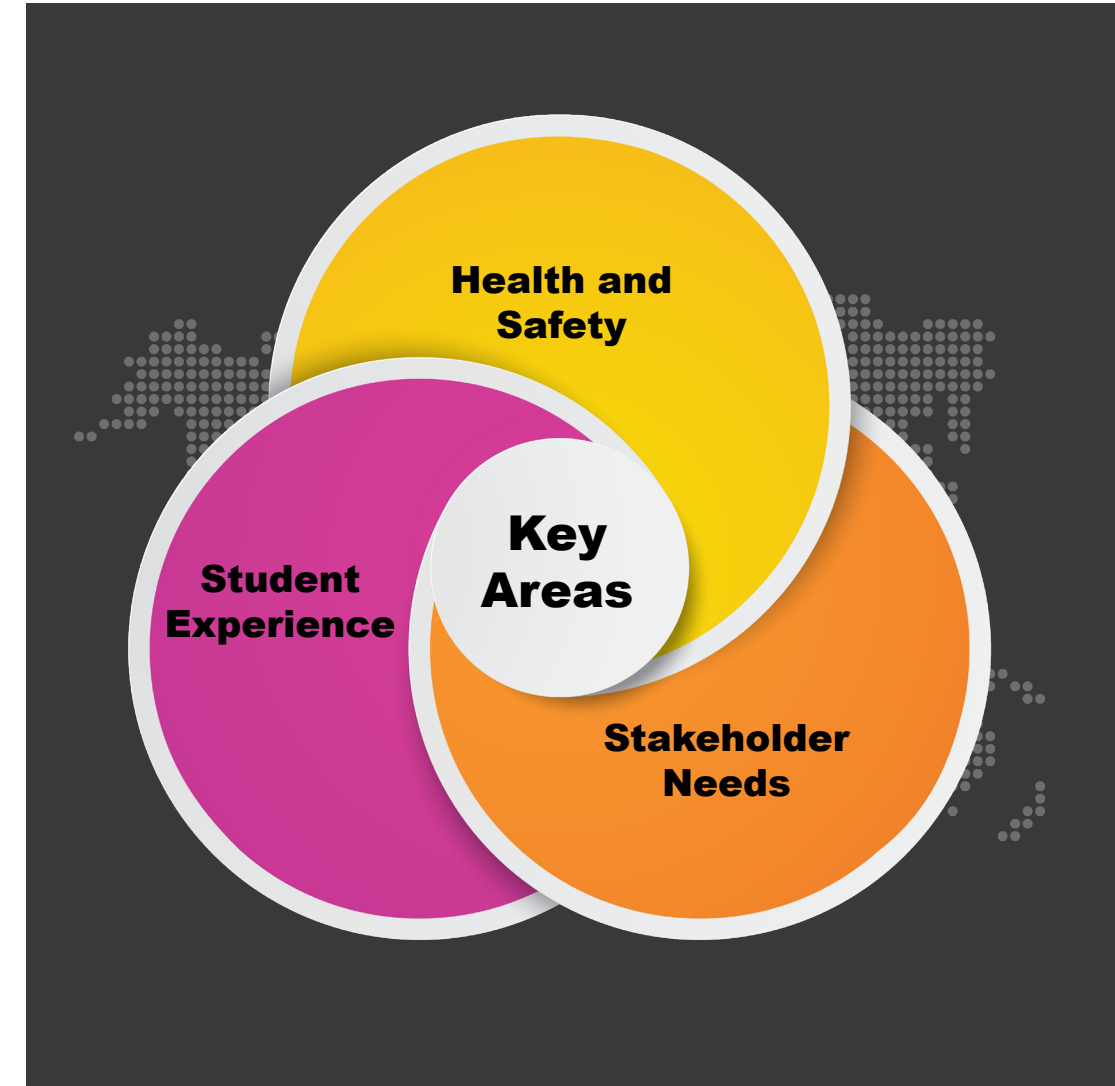 Health and
Safety
Key
Areas
Student
Experience
Stakeholder
Needs